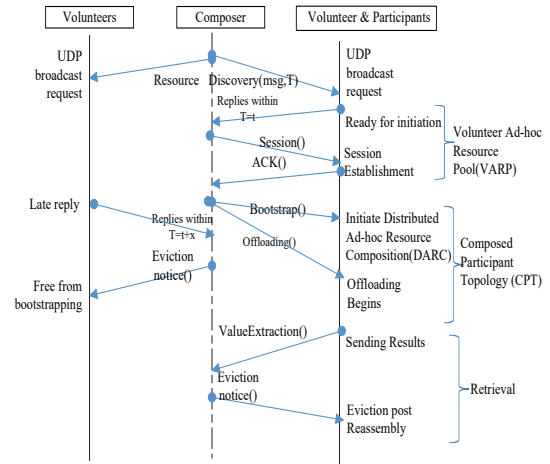 Volunteers
Composer
Volunteer & Participants
UDP
broadcast
request
Resource Discovery(msg,T)
UDP
broadcast
request
Replies within
T=t
Ready for initiation
Session()
ACK()
Session
Establishment
Volunteer Ad-hoc
Resource
Pool(VARP)
Late reply
Bootstrap()
Replies within
T=t+x
Offloading()
Initiate Distributed
Ad-hoc Resource
Composition(DARC)
Composed
Participant
Topology (CPT)
Eviction
notice()
Free from
bootstrapping
Offloading
Begins
ValueExtraction()
Sending Results
Eviction
notice()
Retrieval
Eviction post
Reassembly